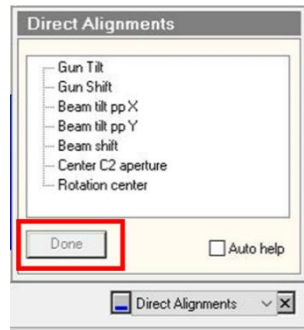 Direct Alignments
Gun Tilt
Gun Shift
Beam tilt pp X
Beam tilt pp Y
Beam shift
Center C2 aperture
Rotation center
Done
Auto help
Direct Alignments